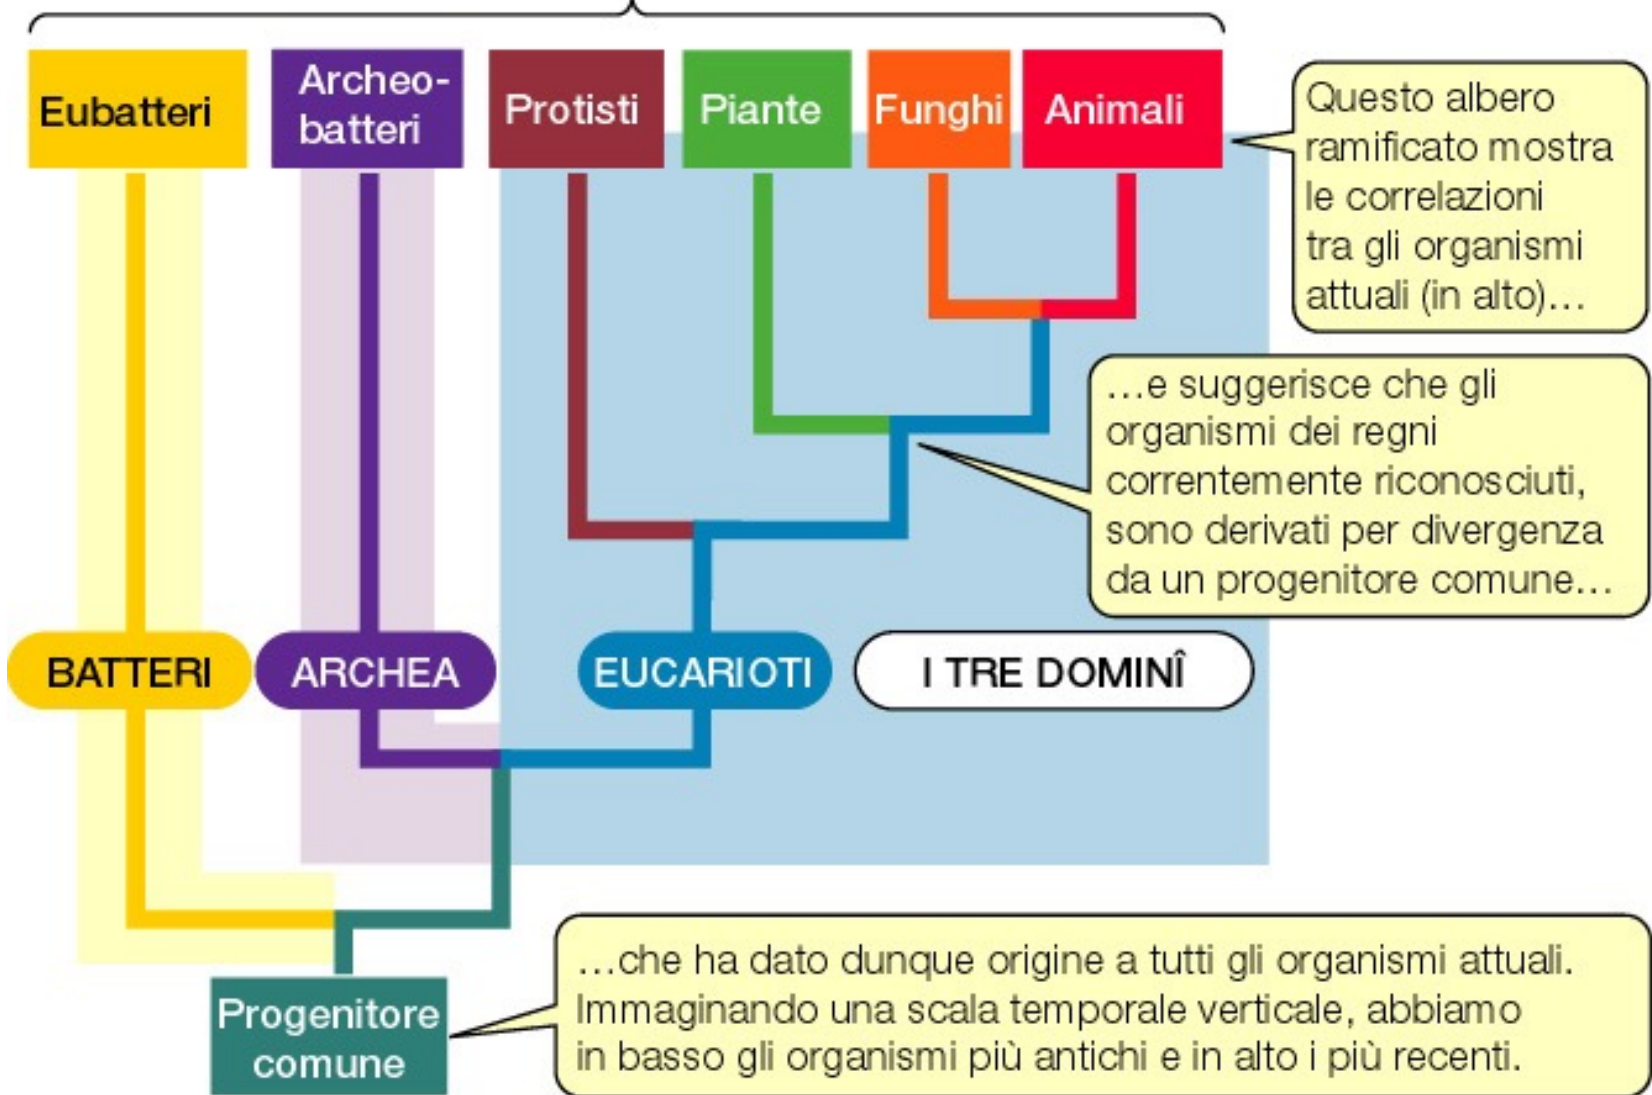 Eubatteri
Archeo-
batteri
Protisti
Piante
Funghi
Animali
Questo albero
ramificato mostra
le correlazioni
tra gli organismi
attuali (in alto)...
...e suggerisce che gli
organismi dei regni
correntemente riconosciuti,
sono derivati per divergenza
da un progenitore comune...
BATTERI
ARCHEA
EUCARIOTI
I TRE DOMINÎ
...che ha dato dunque origine a tutti gli organismi attuali.
Immaginando una scala temporale verticale, abbiamo
in basso gli organismi più antichi e in alto i più recenti.
Progenitore
comune